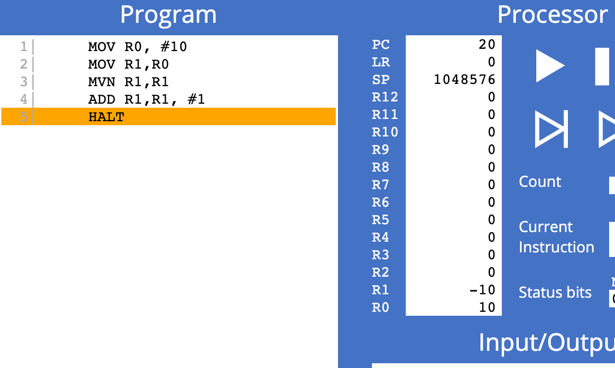 Program
Processor
1| MOV R0, #10
2| MOV R1,R0
3| MVN R1,R1
4| ADD R1,R1, #1
5| HALT
PC 20
LR 0
SP 1048576
R12 0
R11 0
R10 0
R9 0
R8 0
R7 0
R6 0
R5 0
R4 0
R3 0
R2 0
R1 -10
R0 10
Count
Current
Instruction
Status bits
Input/Outpu